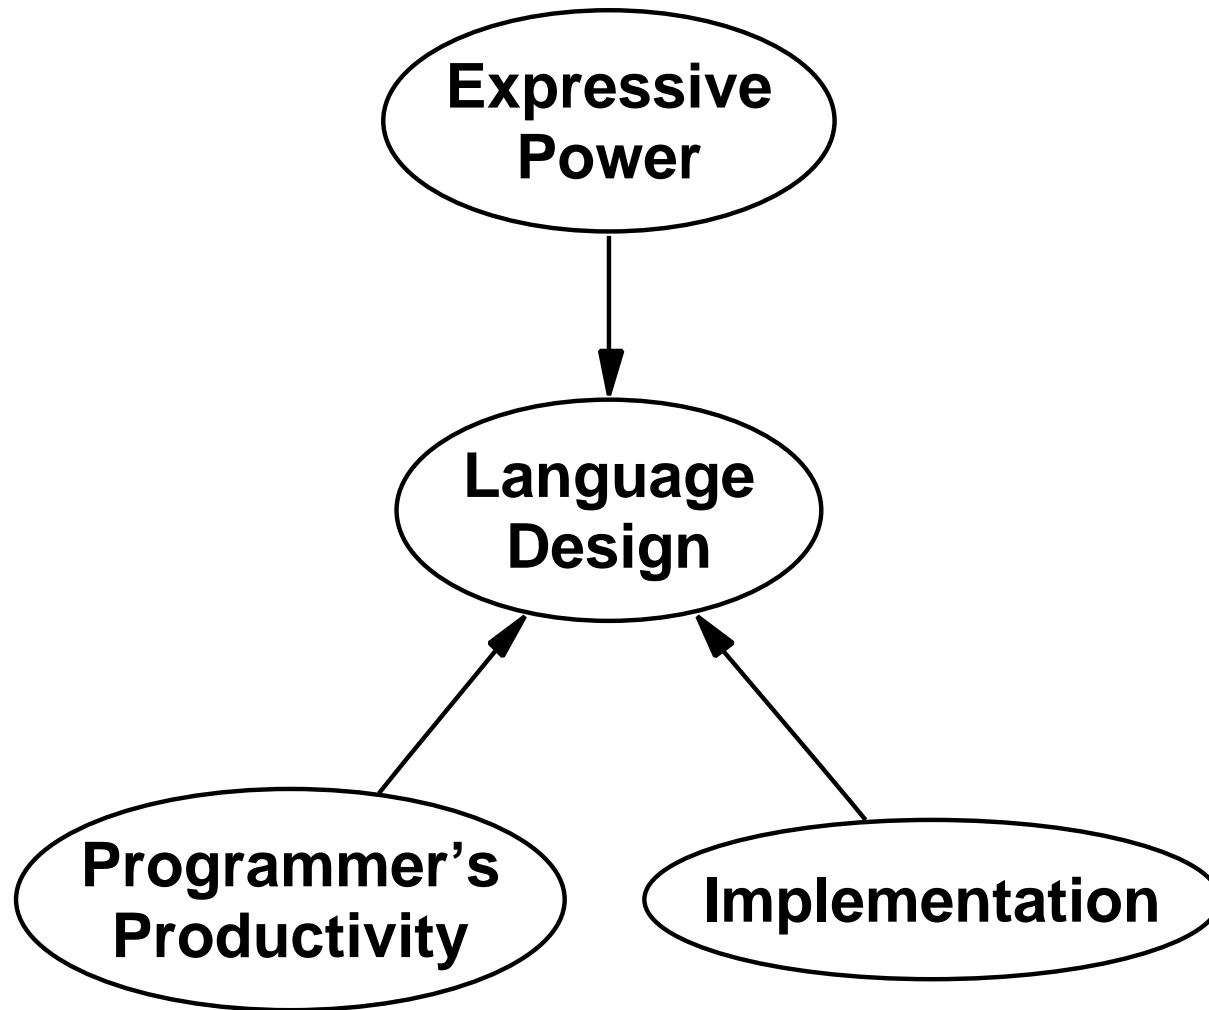 Expressive
Power
Language
Design
Programmer’s
Productivity
Implementation